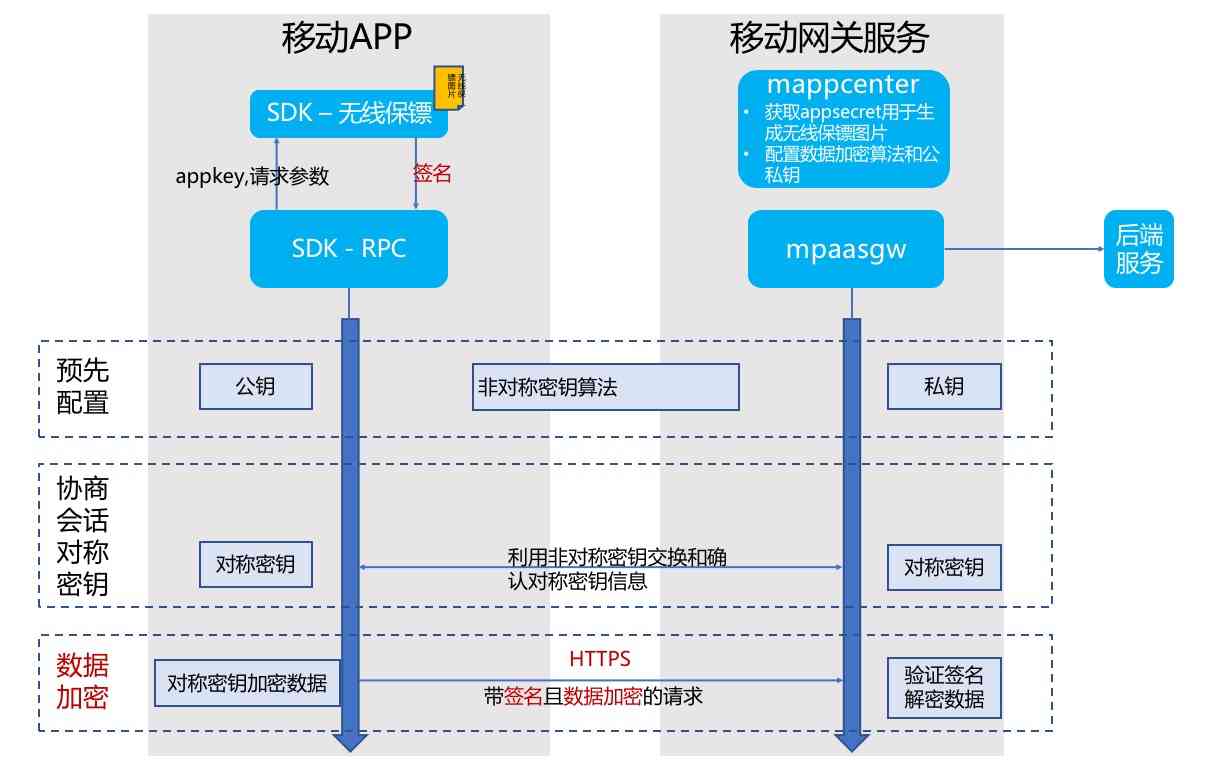 移动APP
移动网关服务
无线保
镖图片
SDK – 无线保镖
mappcenter
• 获取appsecret用于生
成无线保镖图片
• 配置数据加密算法和公
私钥
appkey,请求参数
签名
SDK - RPC
mpaasgw
后端
服务
预先
配置
公钥
非对称密钥算法
私钥
协商
会话
对称
密钥
对称密钥
利用非对称密钥交换和确
认对称密钥信息
对称密钥
数据
加密
对称密钥加密数据
HTTPS
带签名且数据加密的请求
验证签名
解密数据